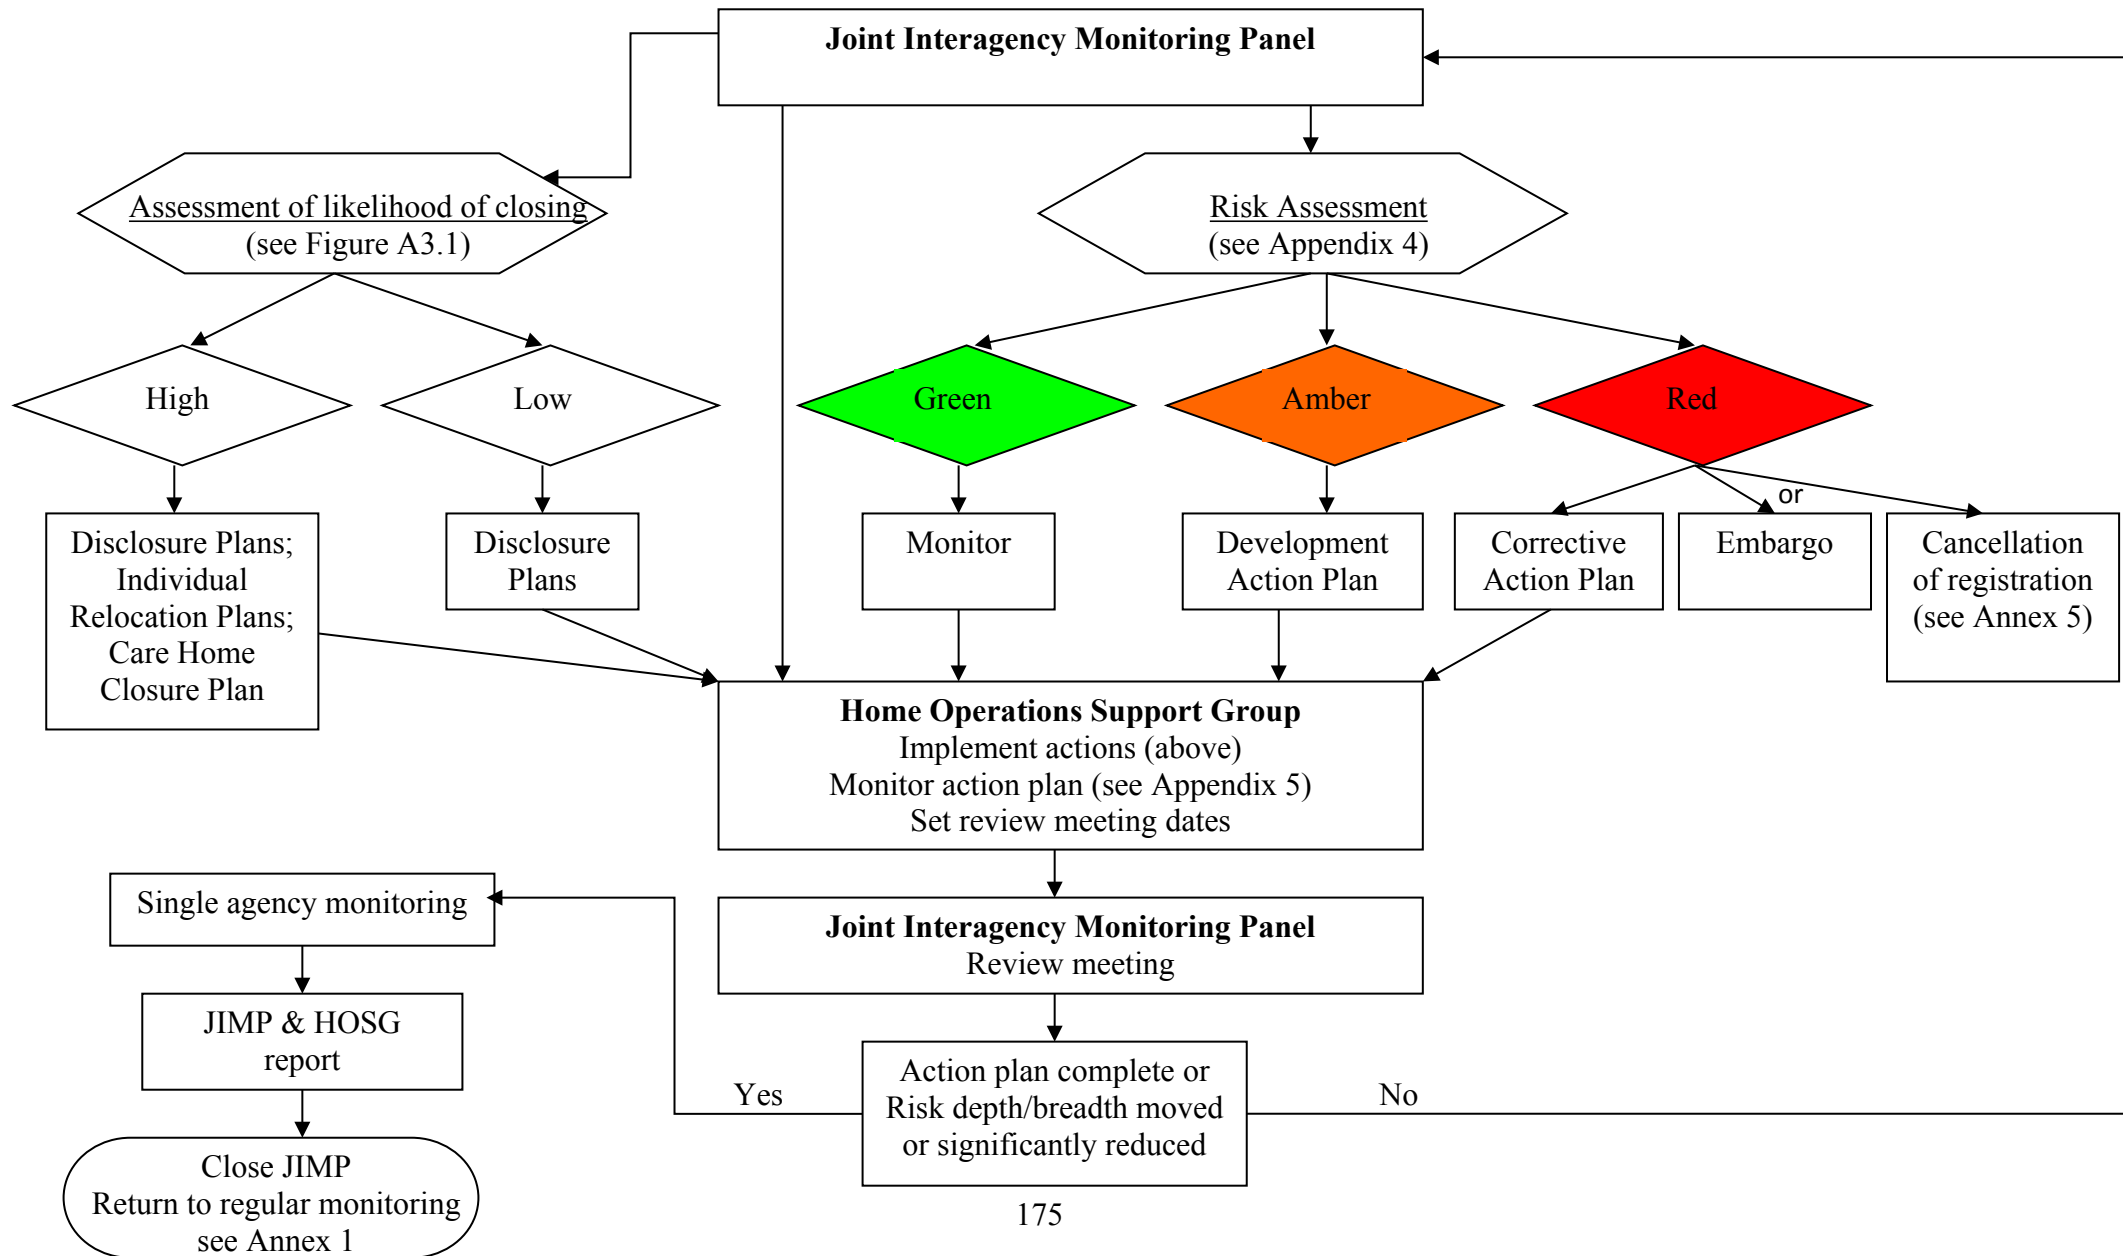 Joint Interagency Monitoring Panel
Assessment of likelihood of closing
(see Figure A3.1)
Risk Assessment
(see Appendix 4)
High
Low
Green
Amber
Red
or
Disclosure Plans;
Individual
Relocation Plans;
Care Home
Closure Plan
Disclosure
Plans
Monitor
Development
Action Plan
Corrective
Action Plan
Embargo
Cancellation
of registration
(see Annex 5)
Home Operations Support Group
Implement actions (above)
Monitor action plan (see Appendix 5)
Set review meeting dates
Single agency monitoring
Joint Interagency Monitoring Panel
Review meeting
JIMP & HOSG
report
Yes
Action plan complete or
Risk depth/breadth moved
or significantly reduced
No
Close JIMP
Return to regular monitoring
see Annex 1
175